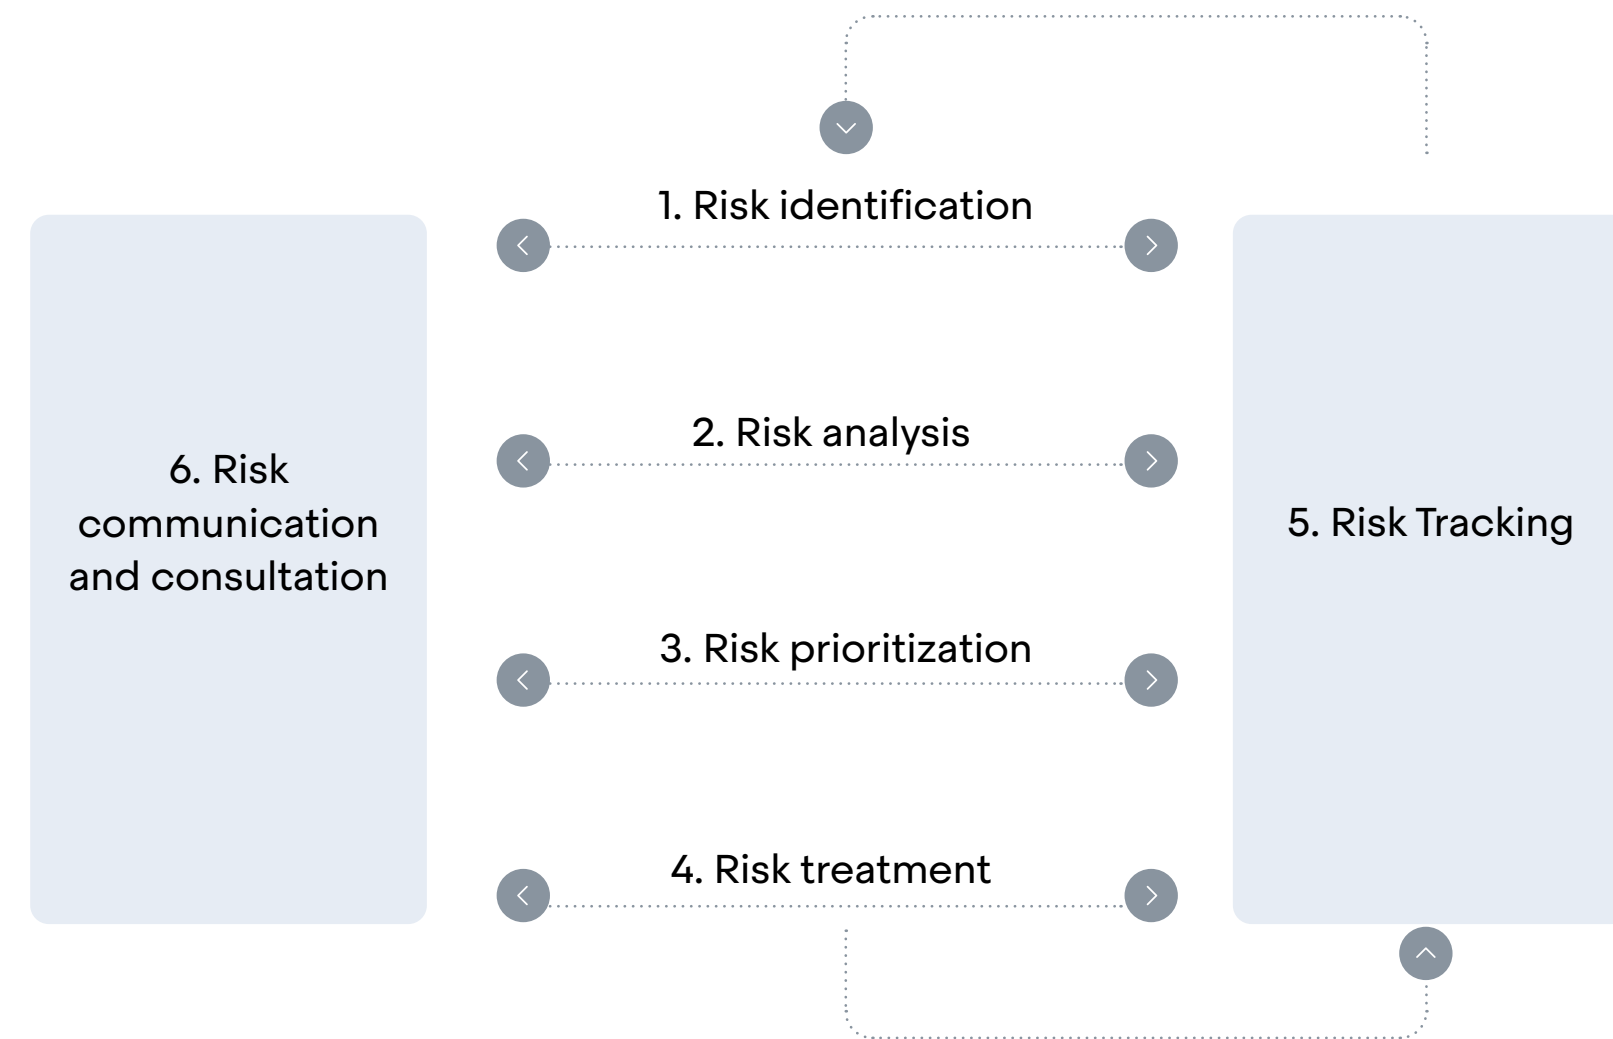 1. Risk identification
2. Risk analysis
3. Risk prioritization
4. Risk treatment
5. Risk Tracking
6. Risk
communication
and consultation